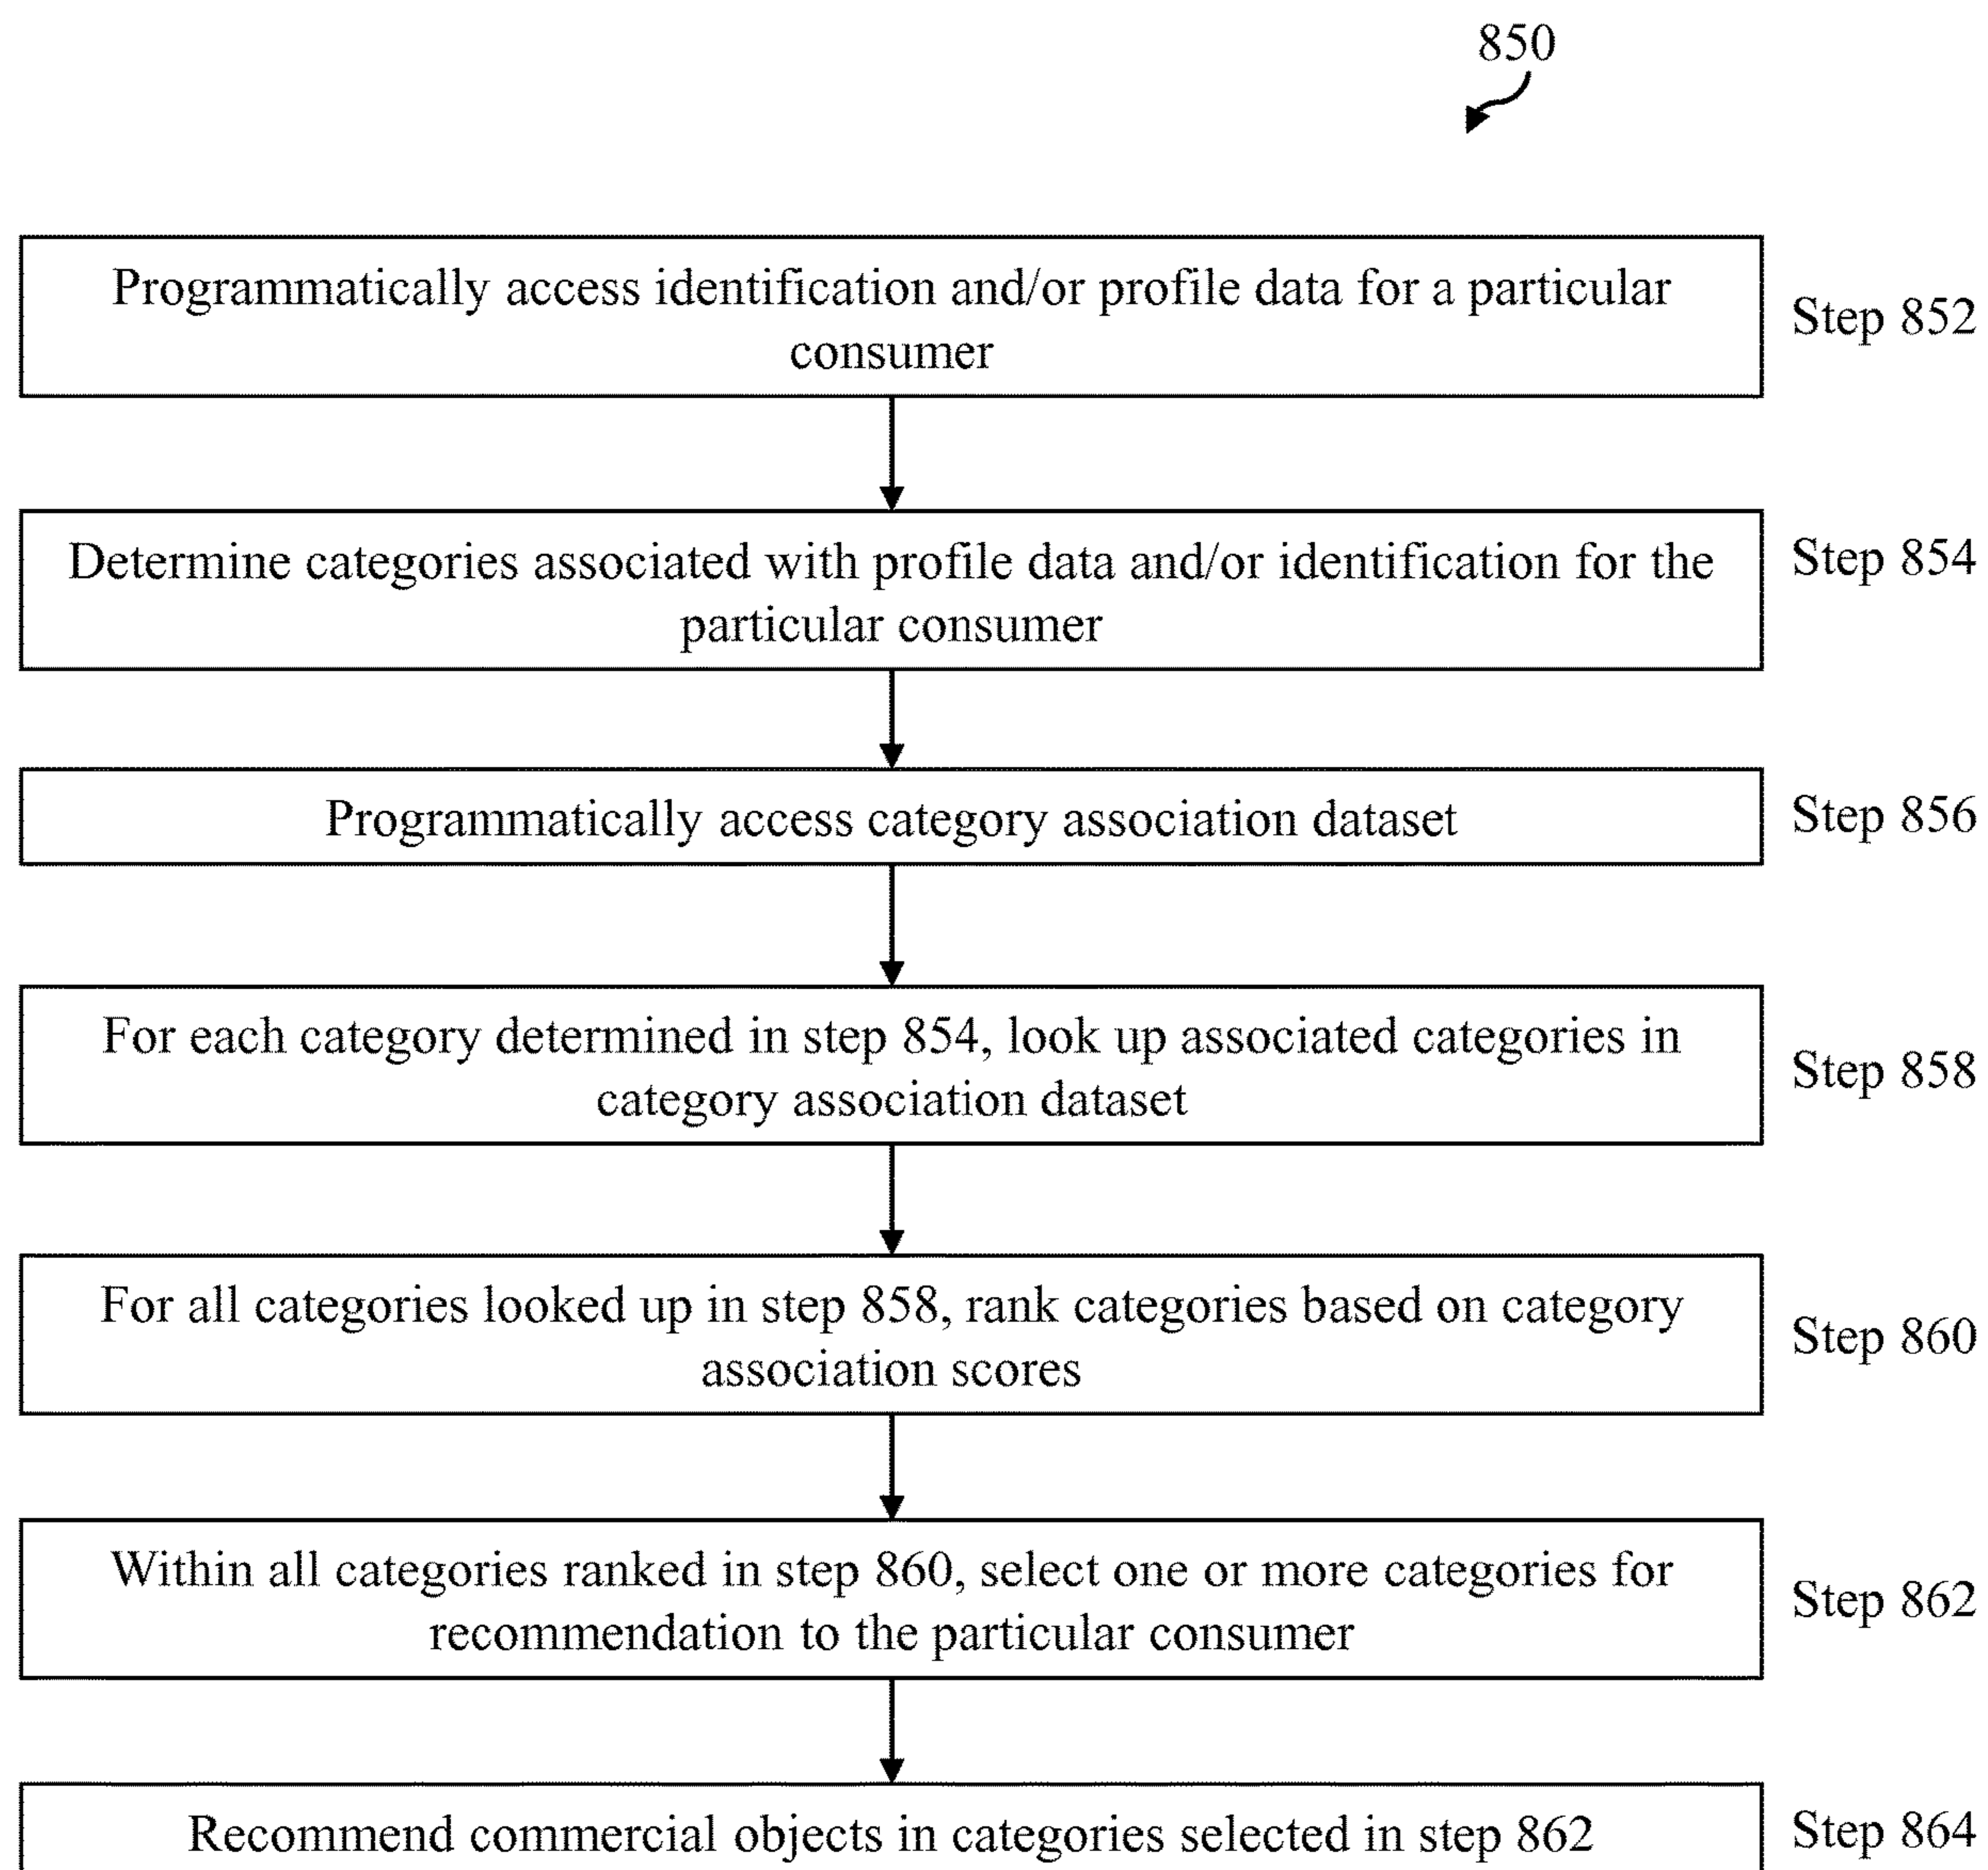 850
Programmatically access identification and/or profile data for a particular
consumer
Step 852
Determine categories associated with profile data and/or identification for the
particular consumer
Step 854
Programmatically access category association dataset
Step 856
For each category determined in step 854, look up associated categories in
category association dataset
Step 858
For all categories looked up in step 858, rank categories based on category
association scores
Step 860
Within all categories ranked in step 860, select one or more categories for
recommendation to the particular consumer
Step 862
Recommend commercial objects in categories selected in step 862
Step 864